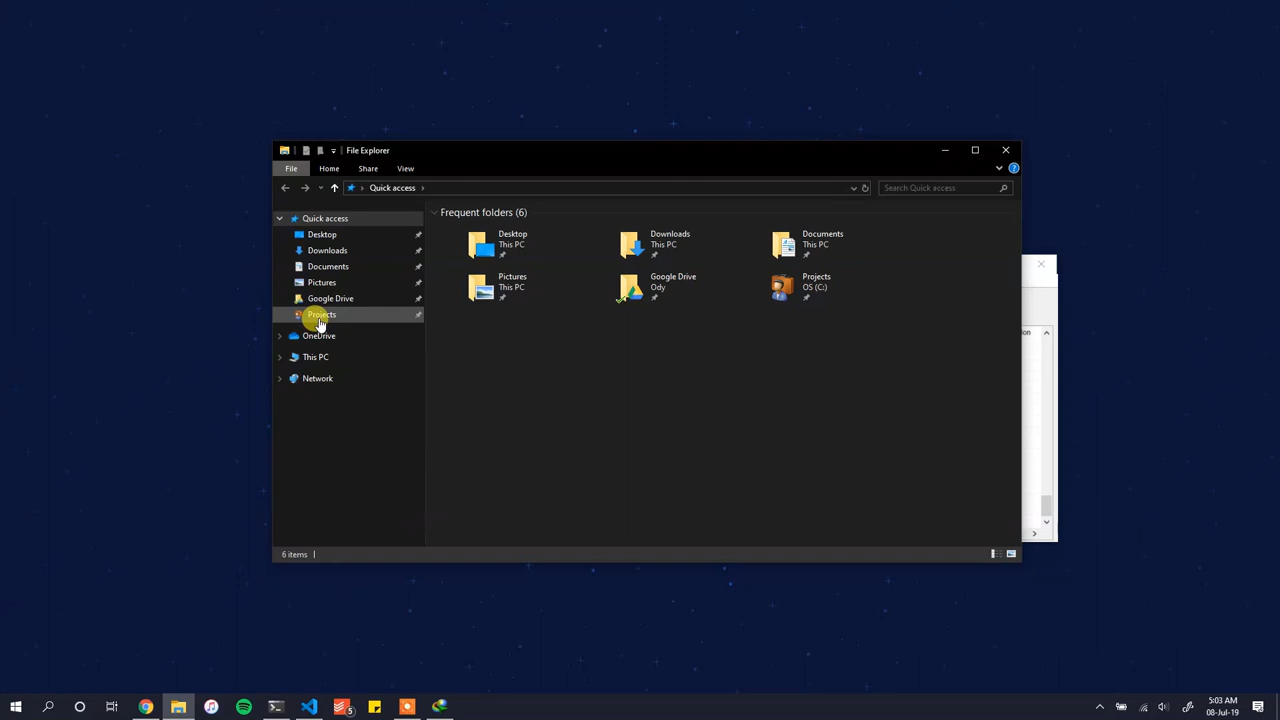 File Explorer
File Home Share View
Quick access
Search Quick access
Quick access
Desktop
Downloads
Documents
Pictures
Google Drive
Projects
OneDrive
This PC
Network
Frequent folders (6)
Desktop
This PC
Downloads
This PC
Documents
This PC
Pictures
This PC
Google Drive
Ody
Projects
OS (C:)
ion
6 items
5
5:03 AM
08-Jul-19